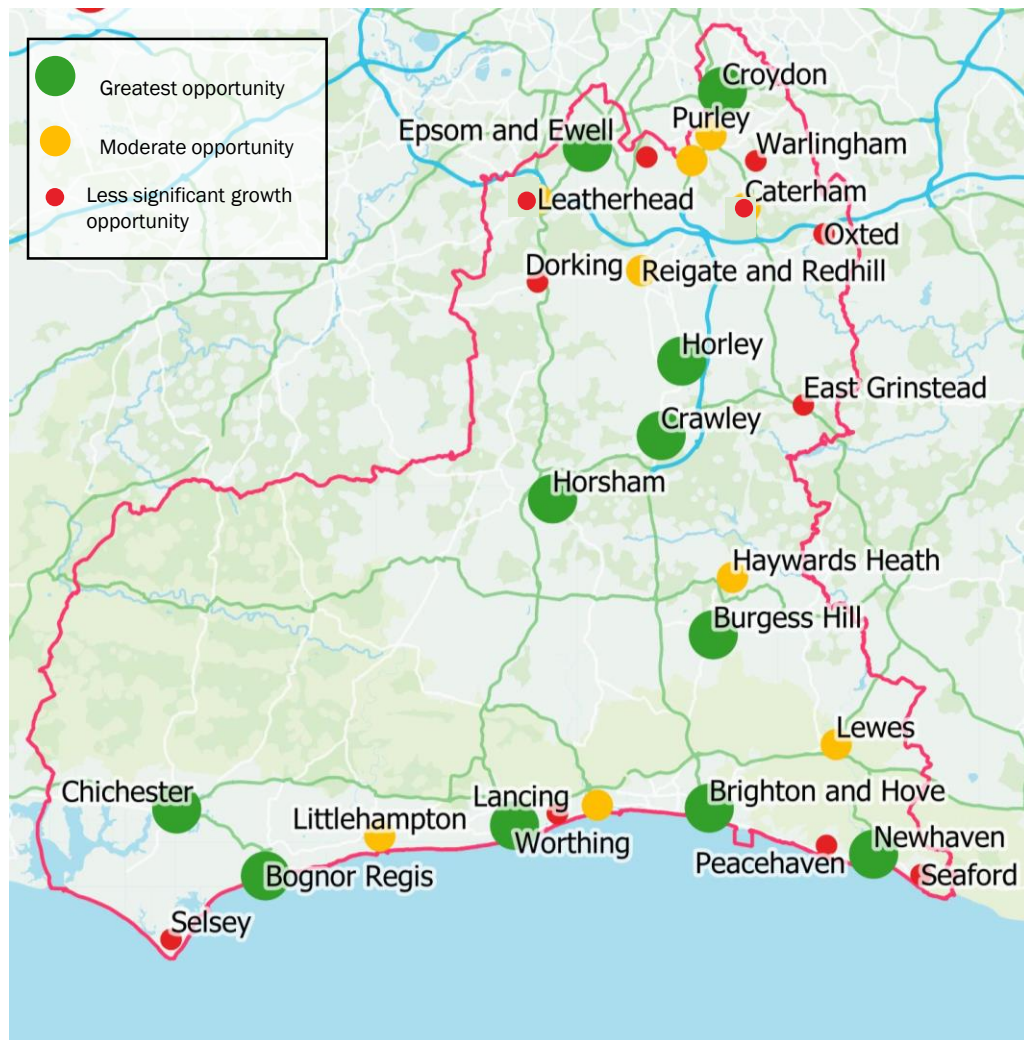 Greatest opportunity
Moderate opportunity
Less significant growth
opportunity
Croydon
Purley
Epsom and Ewell
Warlingham
Caterham
Leatherhead
Oxted
Dorking
Reigate and Redhill
Horley
East Grinstead
Crawley
Horsham
Haywards Heath
Burgess Hill
Lewes
Chichester
Brighton and Hove
Lancing
Littlehampton
Newhaven
Worthing
Peacehaven
Bognor Regis
Seaford
Selsey